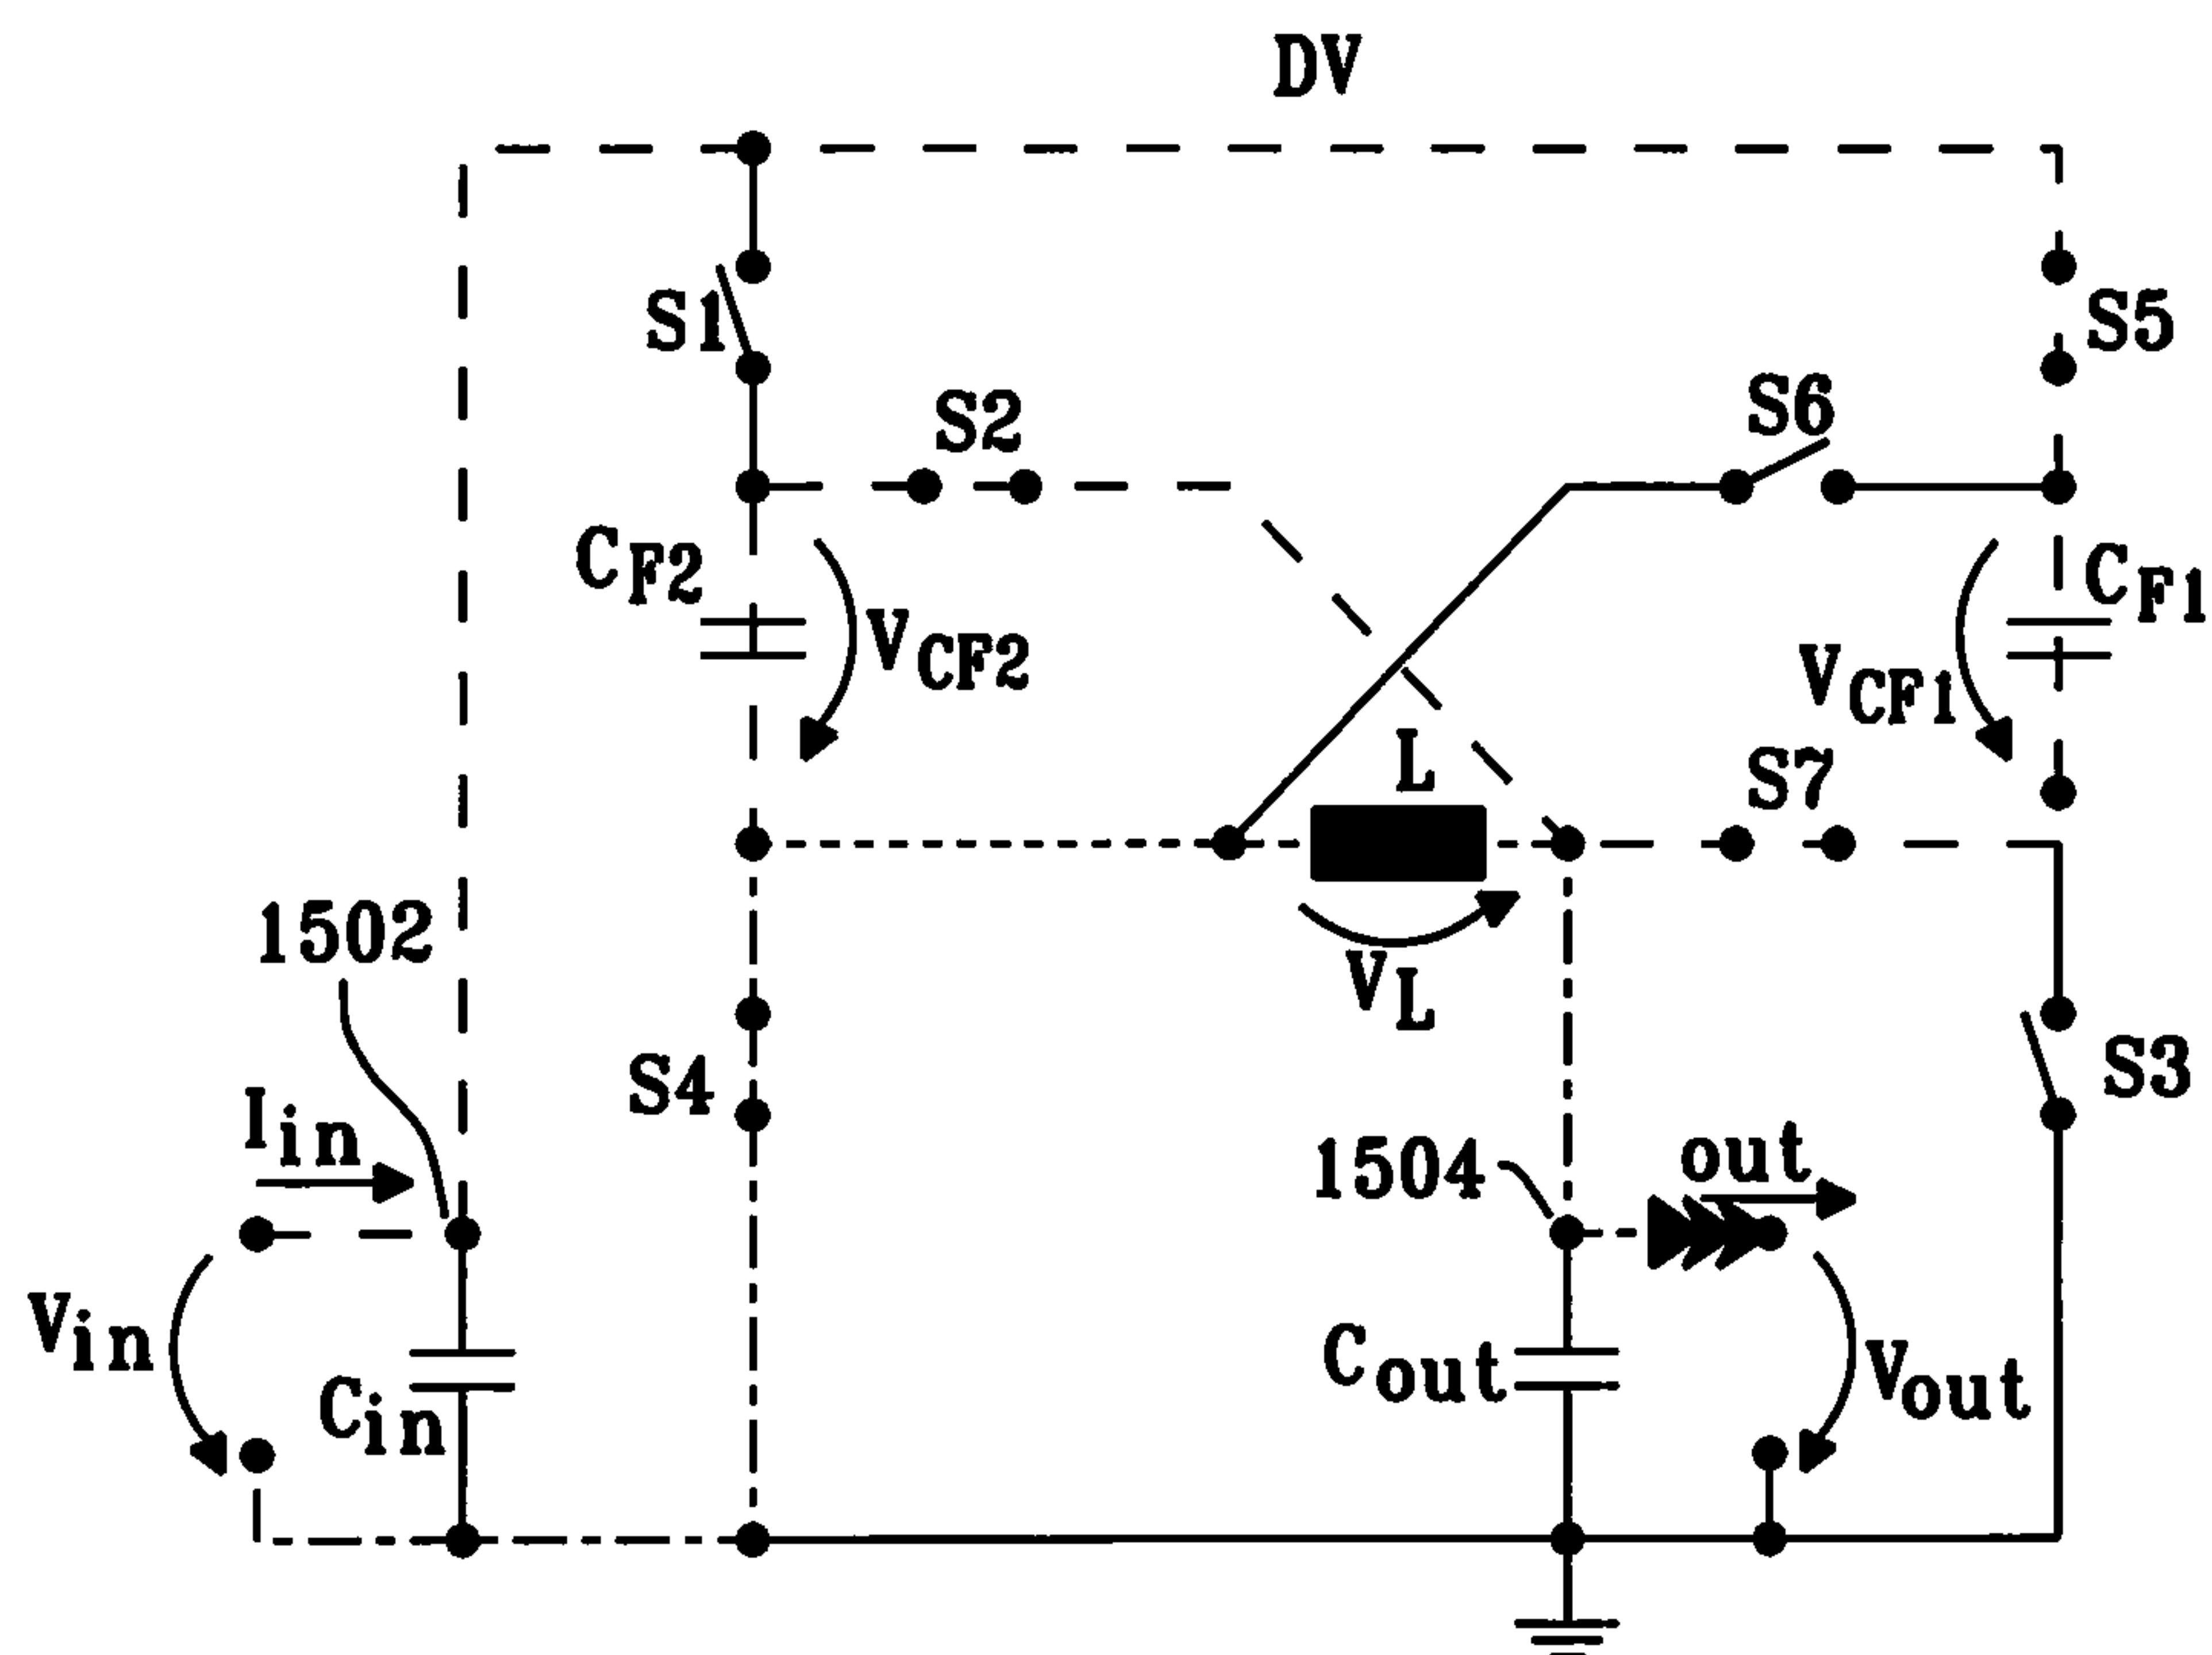 DV
S1
S5
S2
S6
CF2
CF1
VCF2
VCF1
L
S7
1502
VL
S4
S3
Iin
1504
out
Vin
Cin
Cout
Vout